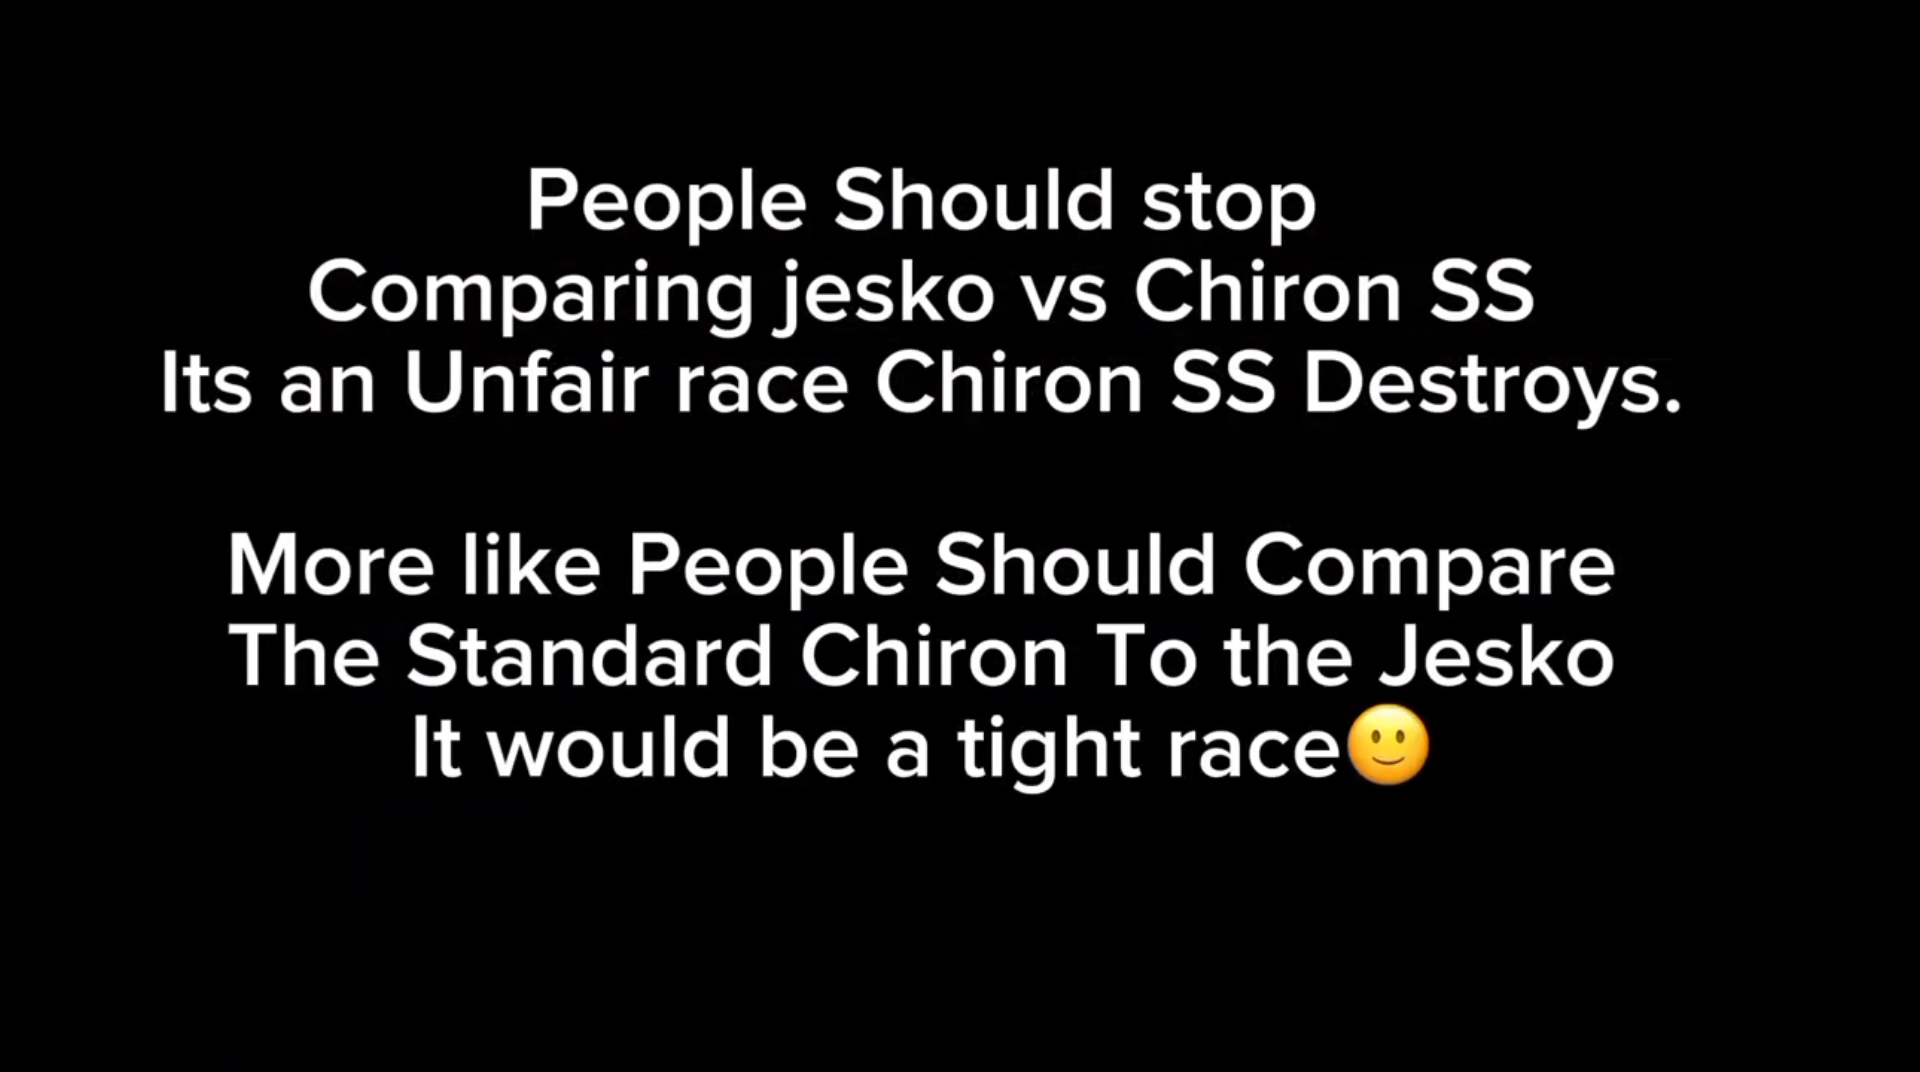 People Should stop
Comparing jesko vs Chiron SS
Its an Unfair race Chiron SS Destroys.
More like People Should Compare
The Standard Chiron To the Jesko
It would be a tight race🙂